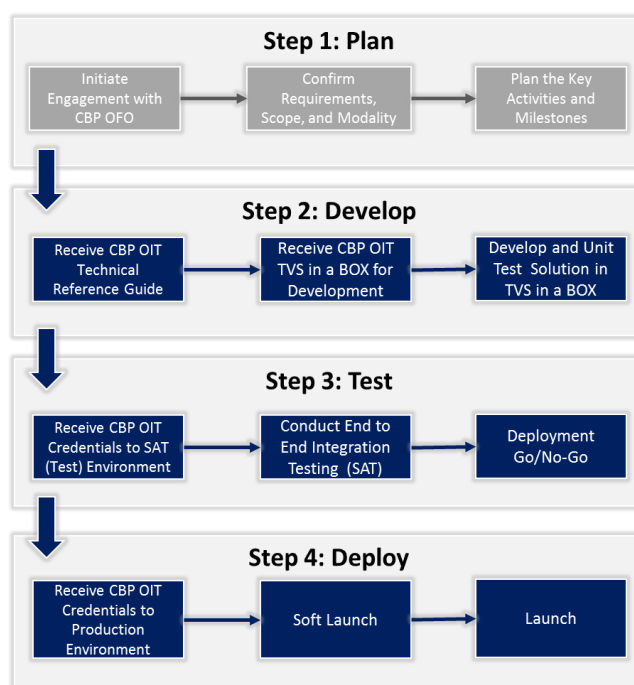 Step 1: Plan
Initiate
Engagement with
CBP OFO
Confirm
Requirements,
Scope, and Modality
Plan the Key
Activities and
Milestones
Step 2: Develop
Receive CBP OIT
Technical
Reference Guide
Receive CBP OIT
TVS in a BOX for
Development
Develop and Unit
Test Solution in
TVS in a BOX
Step 3: Test
Receive CBP OIT
Credentials to SAT
(Test) Environment
Conduct End to
End Integration
Testing (SAT)
Deployment
Go/No-Go
Step 4: Deploy
Receive CBP OIT
Credentials to
Production
Environment
Soft Launch
Launch